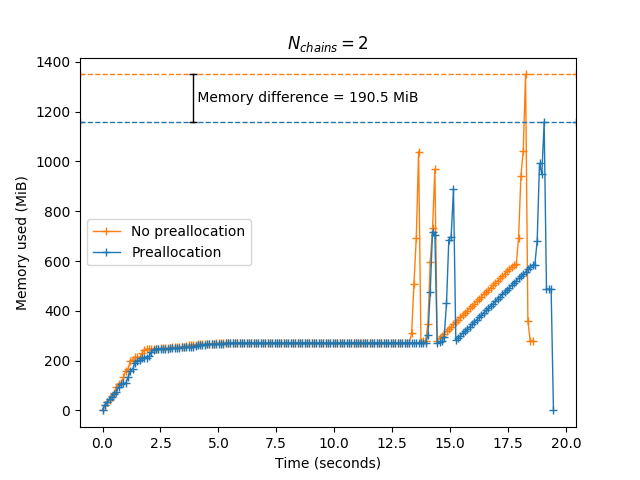 N_chains = 2
Memory used (MiB)
1400
1200
1000
800
600
400
200
0
Memory difference = 190.5 MiB
No preallocation
Preallocation
0.0 2.5 5.0 7.5 10.0 12.5 15.0 17.5 20.0
Time (seconds)